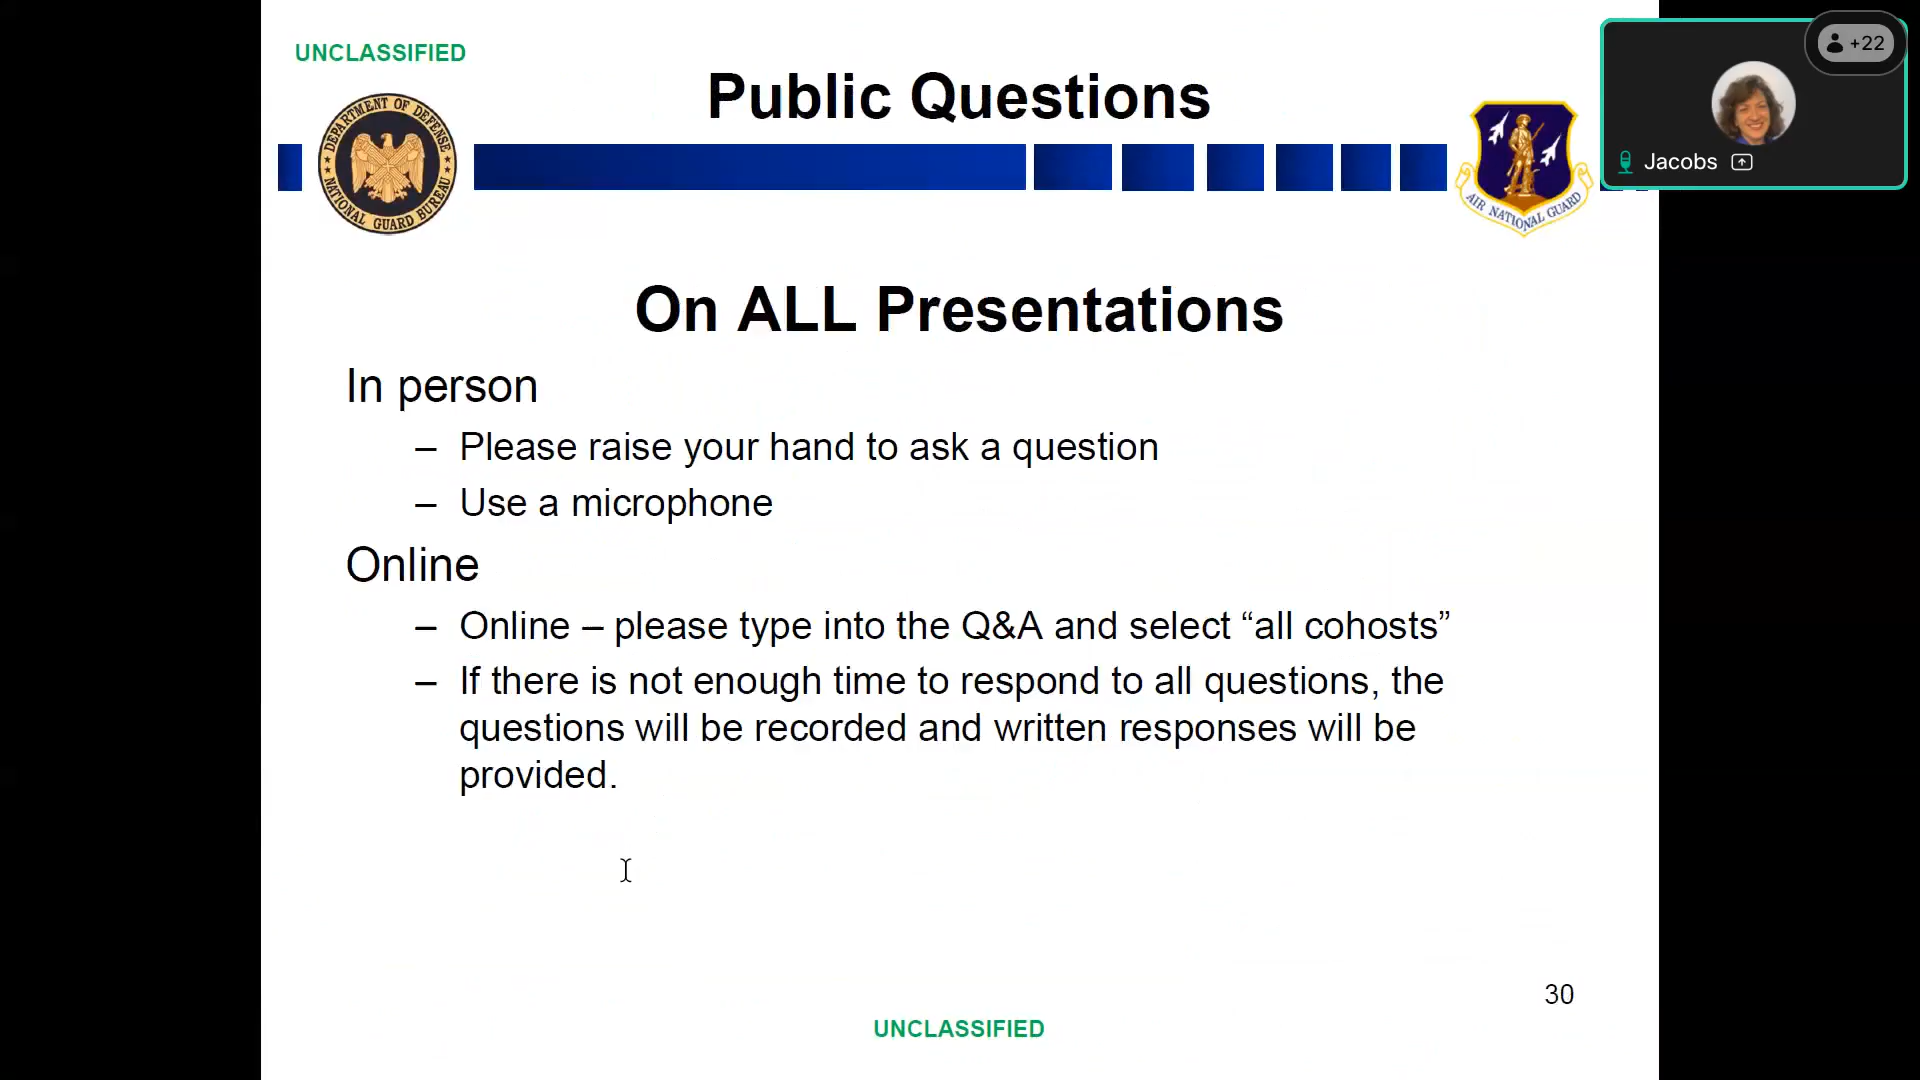 UNCLASSIFIED
Public Questions
DEPARTMENT OF DEFENSE
NATIONAL GUARD BUREAU
AIR NATIONAL GUARD
+22
Jacobs
On ALL Presentations
In person
– Please raise your hand to ask a question
– Use a microphone
Online
– Online – please type into the Q&A and select “all cohosts”
– If there is not enough time to respond to all questions, the
questions will be recorded and written responses will be
provided.
30
UNCLASSIFIED